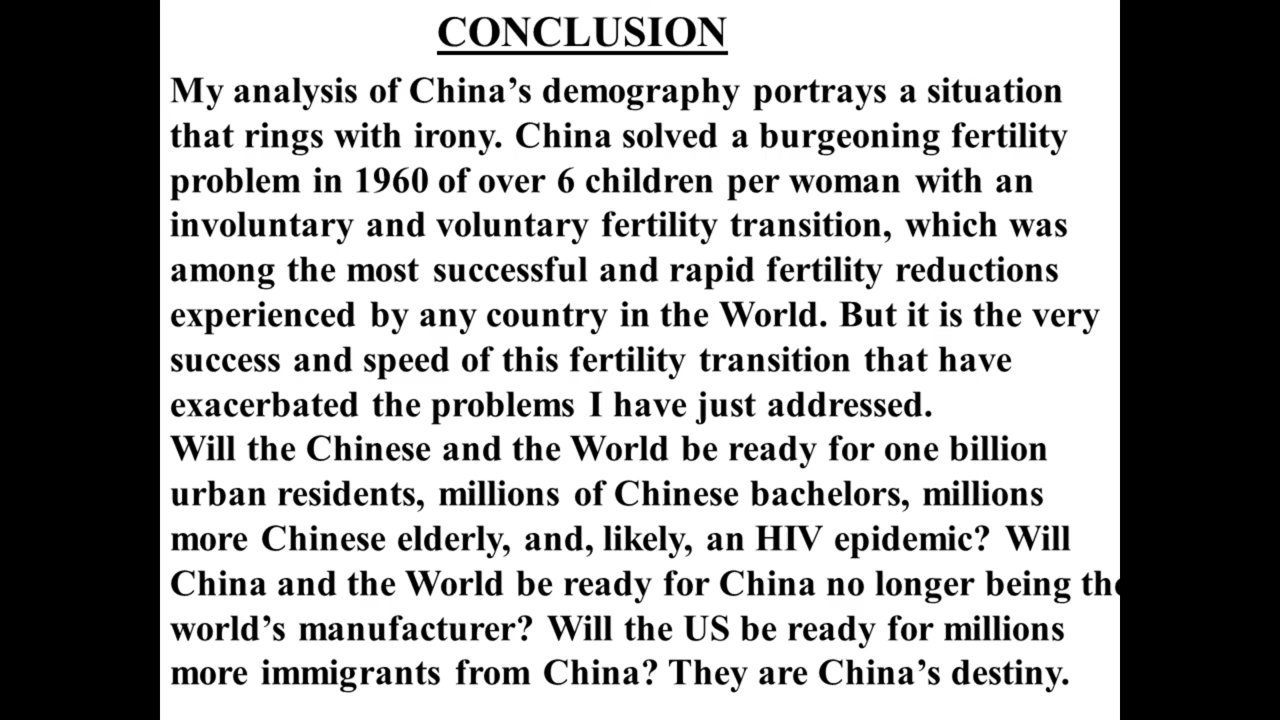 CONCLUSION
My analysis of China’s demography portrays a situation
that rings with irony. China solved a burgeoning fertility
problem in 1960 of over 6 children per woman with an
involuntary and voluntary fertility transition, which was
among the most successful and rapid fertility reductions
experienced by any country in the World. But it is the very
success and speed of this fertility transition that have
exacerbated the problems I have just addressed.
Will the Chinese and the World be ready for one billion
urban residents, millions of Chinese bachelors, millions
more Chinese elderly, and, likely, an HIV epidemic? Will
China and the World be ready for China no longer being the
world’s manufacturer? Will the US be ready for millions
more immigrants from China? They are China’s destiny.